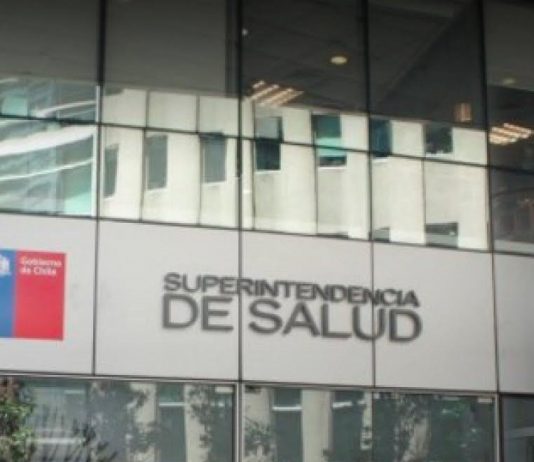 Gobierno
de Chile
SUPERINTENDENCIA
DE SALUD